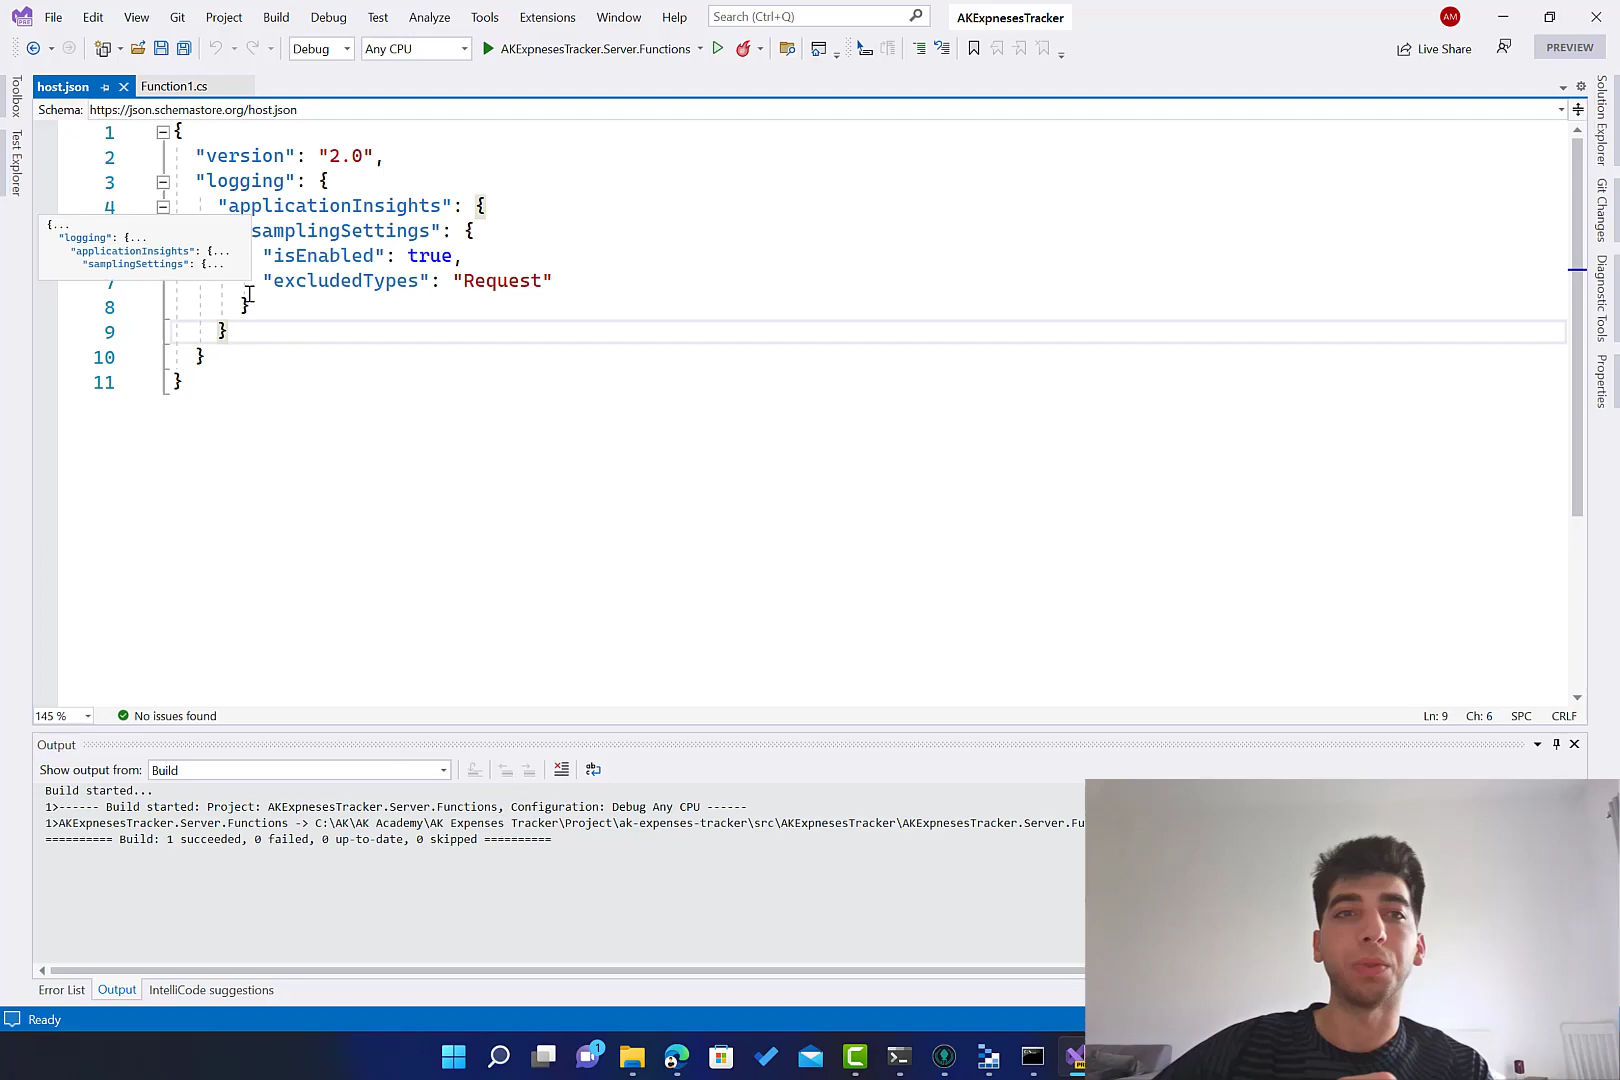 File Edit View Git Project Build Debug Test Analyze Tools Extensions Window Help Search (Ctrl+Q) AKExpnesesTracker AM
PRE
Debug Any CPU AKExpnesesTracker.Server.Functions Live Share PREVIEW
host.json Function1.cs
Schema: https://json.schemastore.org/host.json
1 {
2 "version": "2.0",
3 "logging": {
4 "applicationInsights": {
samplingSettings": {
"isEnabled": true,
7 "excludedTypes": "Request"
8 }
9 }
10 }
11 }
{...
"logging": {...
"applicationInsights": {...
"samplingSettings": {...
Toolbox
Test Explorer
Solution Explorer
Git Changes
Diagnostic Tools
Properties
145 % No issues found Ln: 9 Ch: 6 SPC CRLF
Output
Show output from: Build
Build started...
1>------ Build started: Project: AKExpnesesTracker.Server.Functions, Configuration: Debug Any CPU ------
1>AKExpnesesTracker.Server.Functions -> C:\AK\AK Academy\AK Expenses Tracker\Project\ak-expenses-tracker\src\AKExpnesesTracker\AKExpnesesTracker.Server.Fu
========== Build: 1 succeeded, 0 failed, 0 up-to-date, 0 skipped ==========
Error List Output IntelliCode suggestions
Ready
1